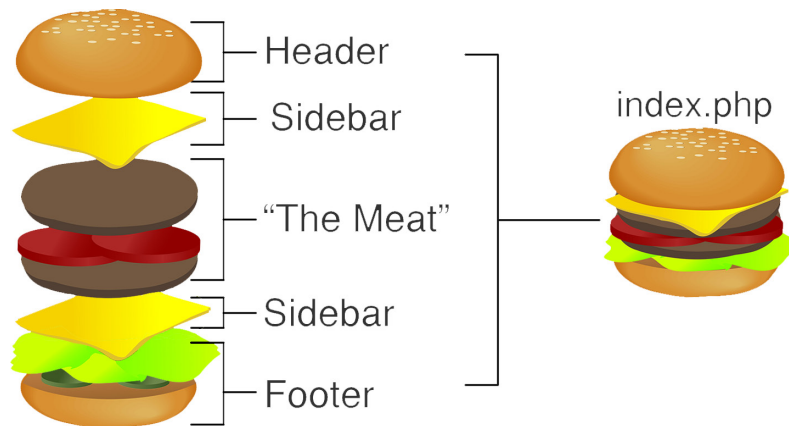 Header
Sidebar
“The Meat”
Sidebar
Footer
index.php